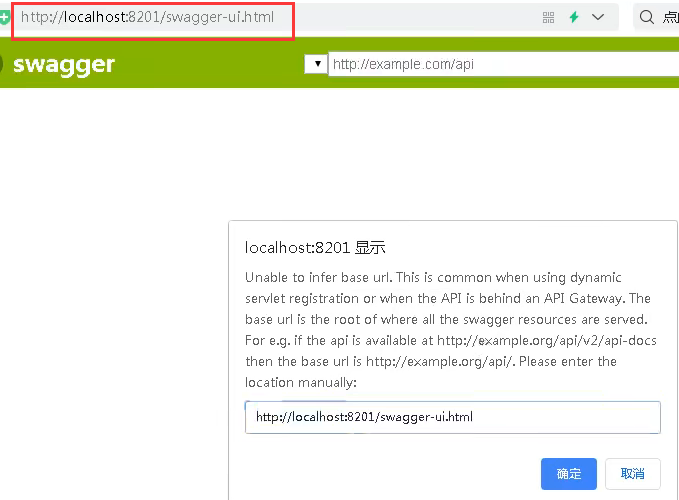 http://localhost:8201/swagger-ui.html
点
swagger
http://example.com/api
localhost:8201 显示
Unable to infer base url. This is common when using dynamic
servlet registration or when the API is behind an API Gateway. The
base url is the root of where all the swagger resources are served.
For e.g. if the api is available at http://example.org/api/v2/api-docs
then the base url is http://example.org/api/. Please enter the
location manually:
http://localhost:8201/swagger-ui.html
确定 取消